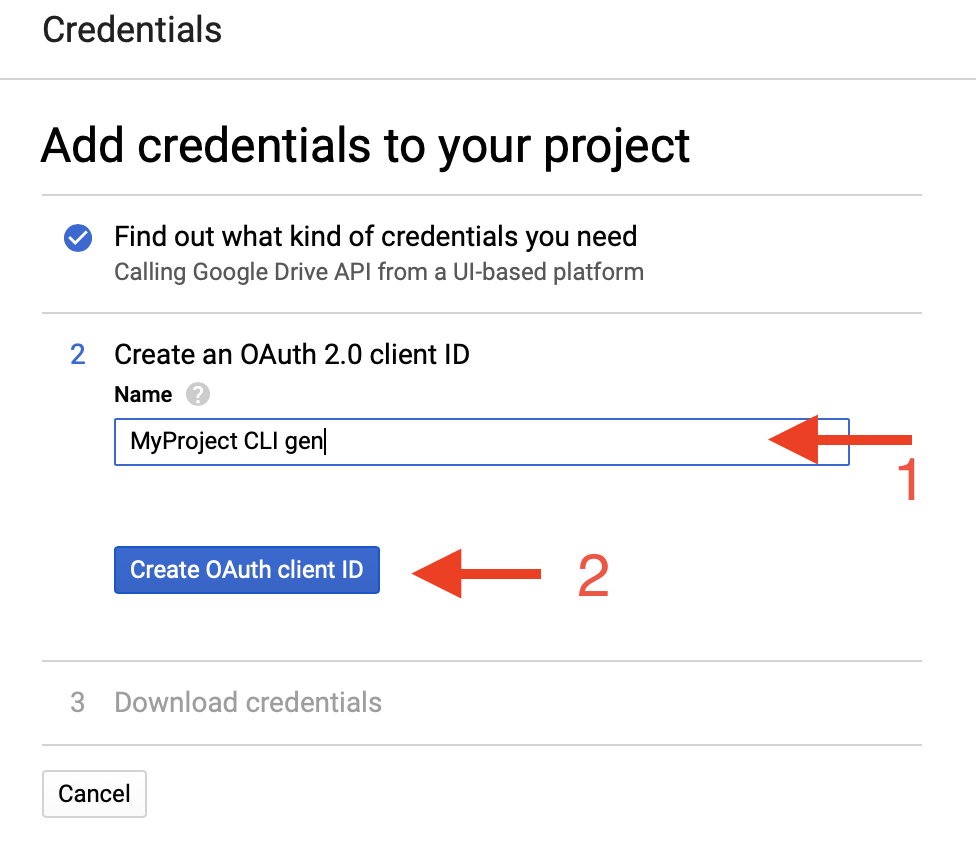 Credentials
Add credentials to your project
Find out what kind of credentials you need
Calling Google Drive API from a UI-based platform
2 Create an OAuth 2.0 client ID
Name ?
MyProject CLI gen
1
Create OAuth client ID 2
3 Download credentials
Cancel